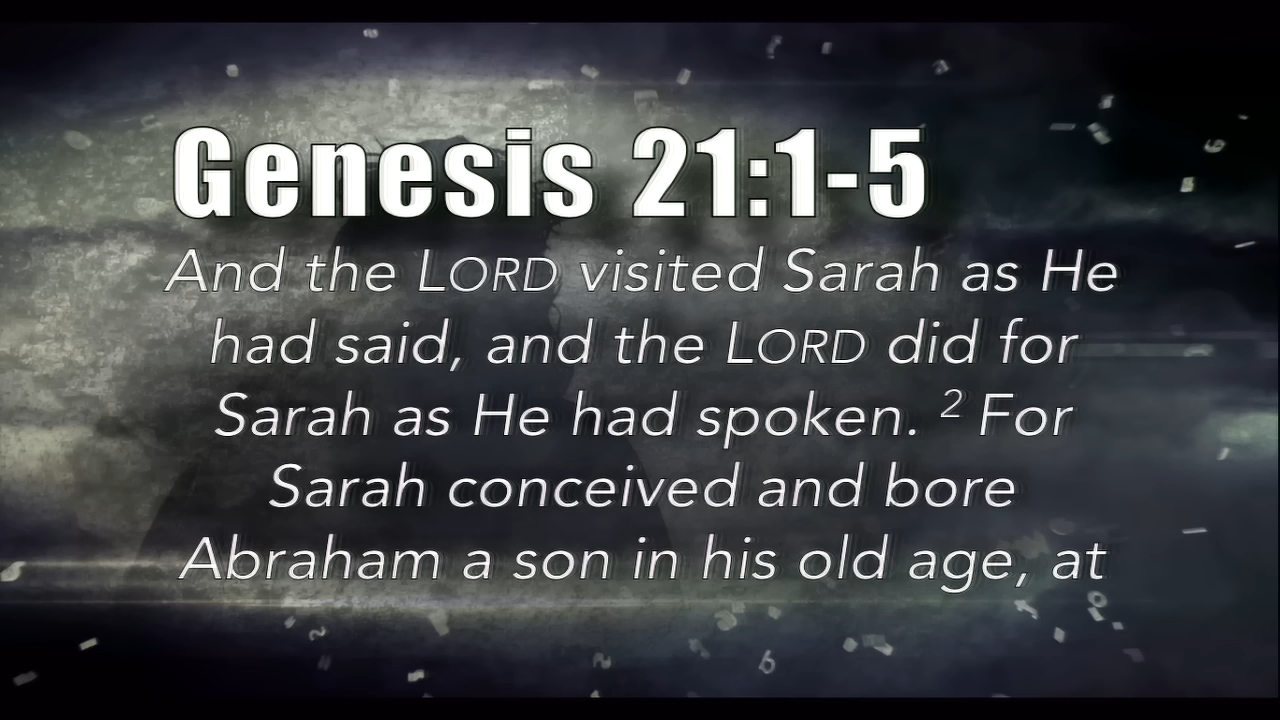 Genesis 21:1-5
And the LORD visited Sarah as He
had said, and the LORD did for
Sarah as He had spoken. 2 For
Sarah conceived and bore
Abraham a son in his old age, at